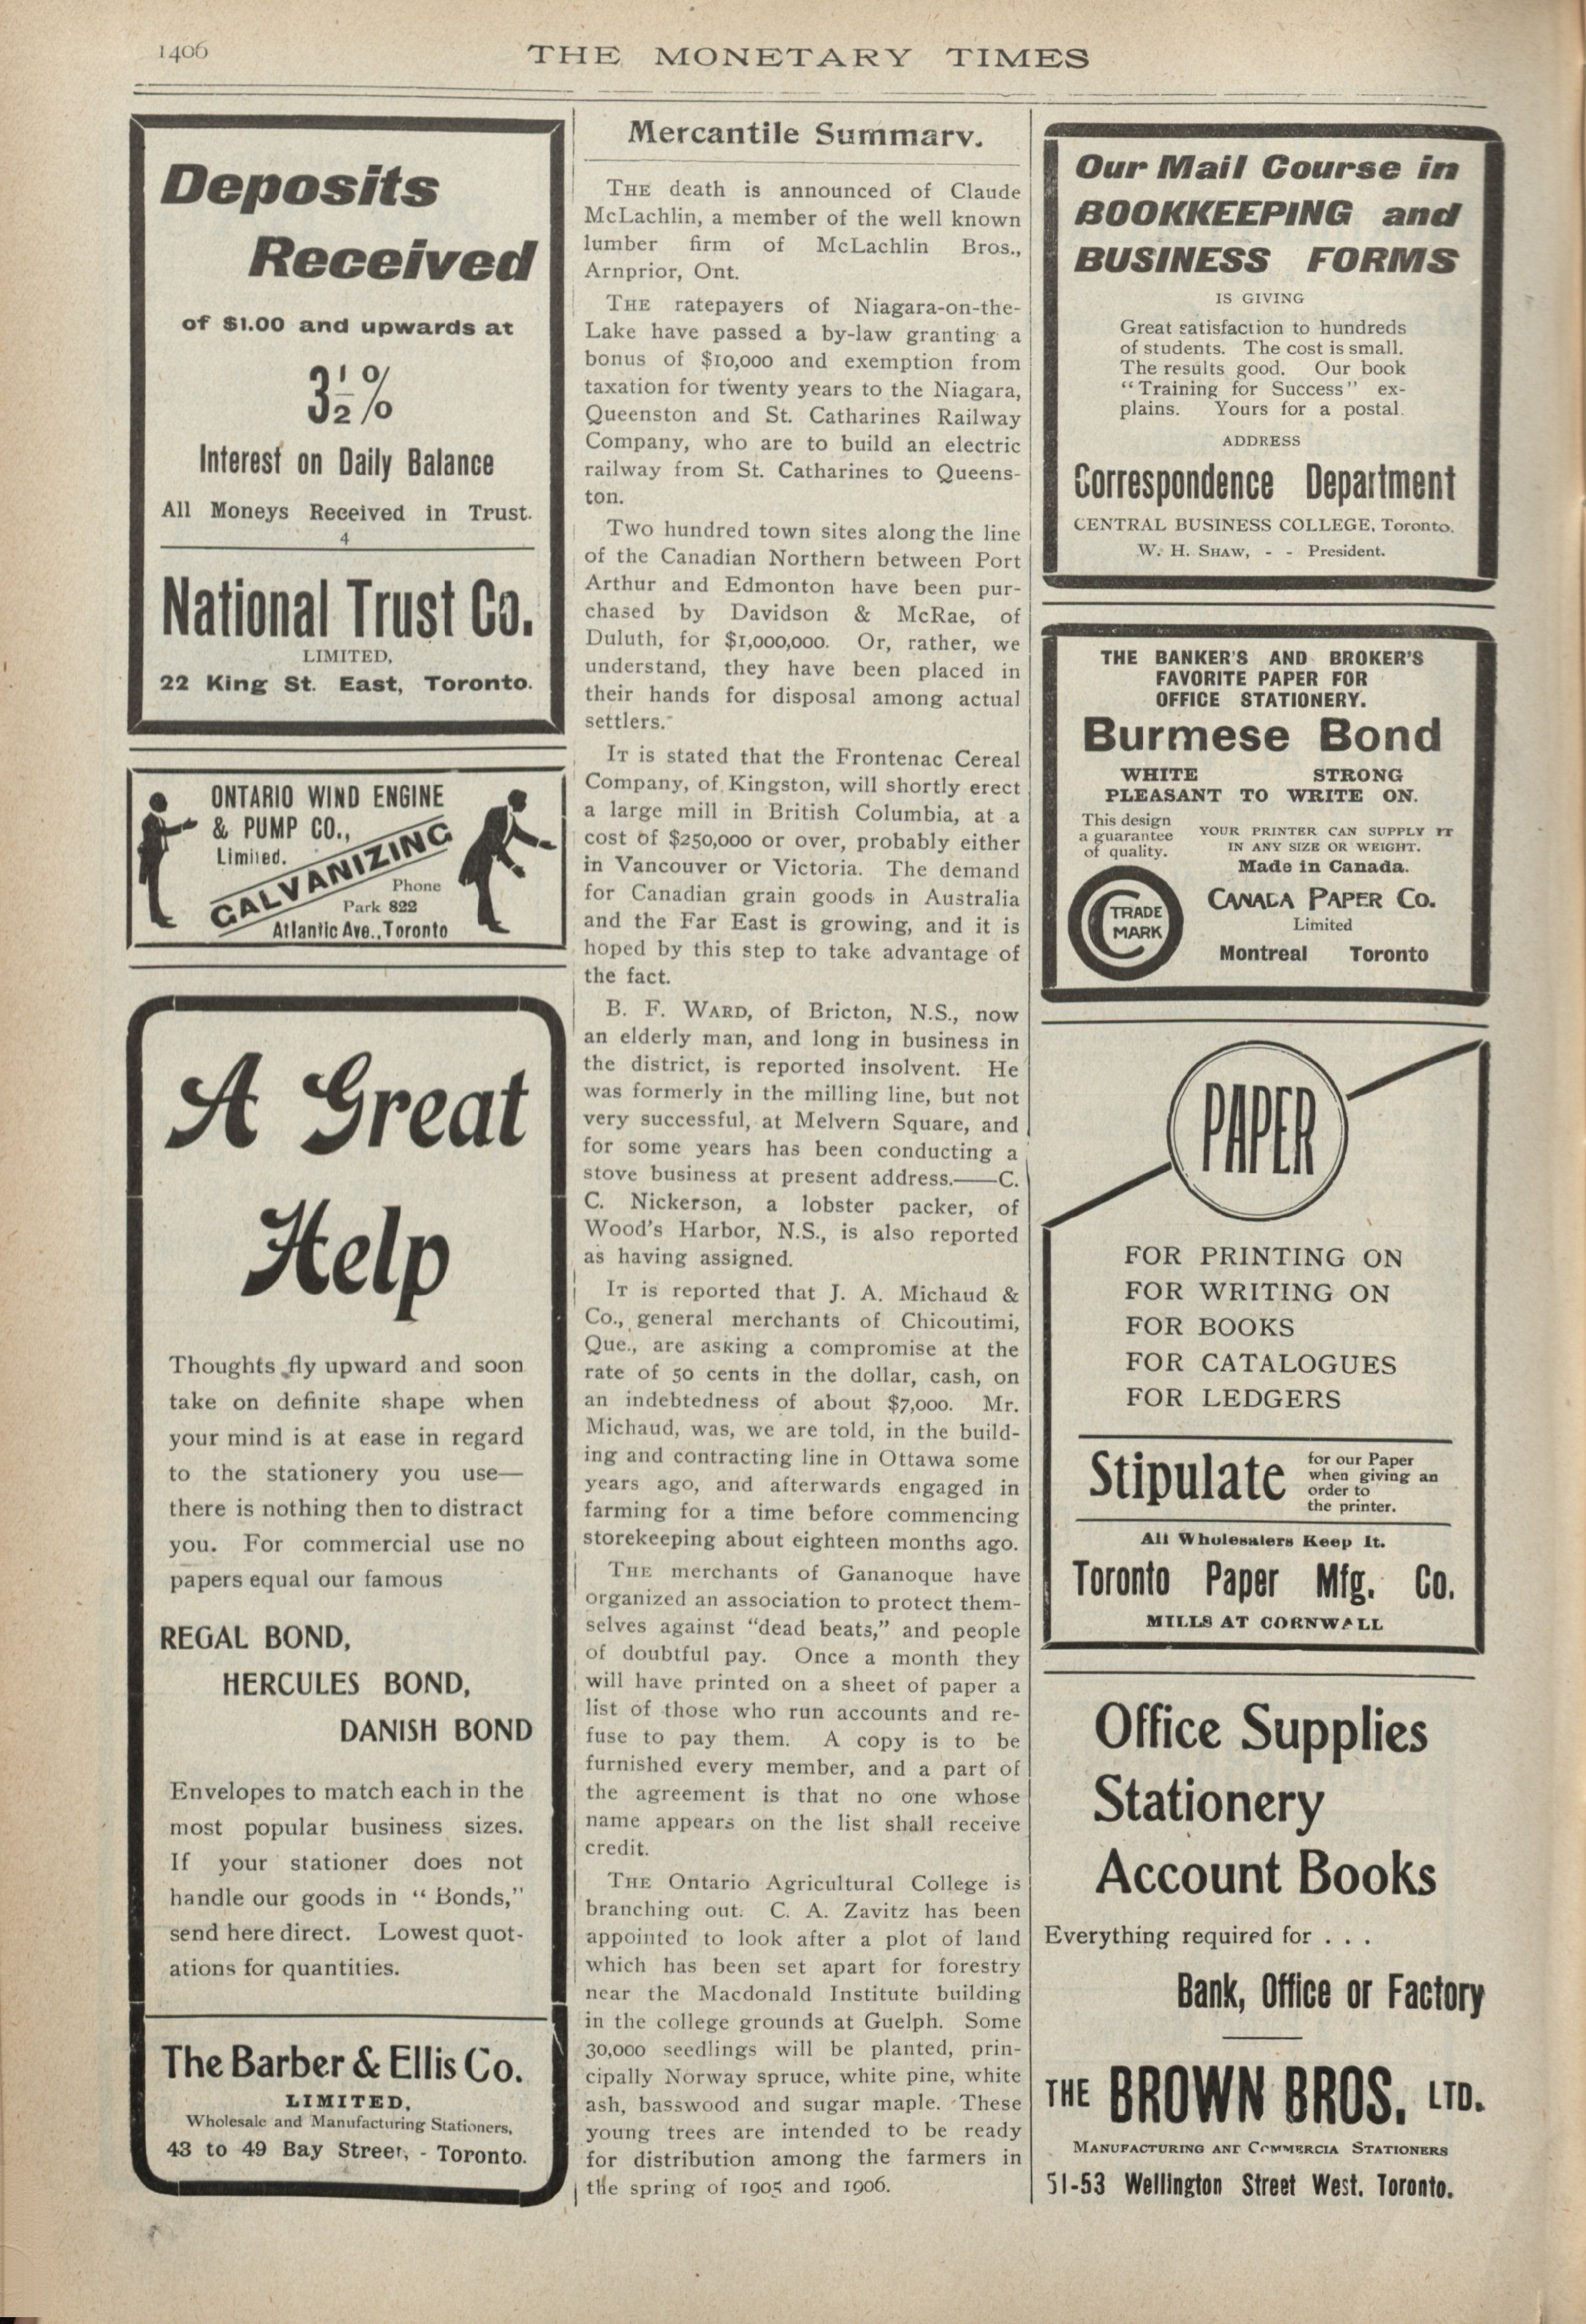 1406
THE MONETARY TIMES
Deposits
Received
of $1.00 and upwards at
3½%
Interest on Daily Balance
All Moneys Received in Trust.
4
National Trust Co.
LIMITED,
22 King St. East, Toronto.
ONTARIO WIND ENGINE
& PUMP CO.,
Limited.
GALVANIZING
Phone
Park 822
Atlantic Ave., Toronto
A Great
Help
Thoughts fly upward and soon
take on definite shape when
your mind is at ease in regard
to the stationery you use—
there is nothing then to distract
you. For commercial use no
papers equal our famous
REGAL BOND,
HERCULES BOND,
DANISH BOND
Envelopes to match each in the
most popular business sizes.
If your stationer does not
handle our goods in "Bonds,"
send here direct. Lowest quot-
ations for quantities.
The Barber & Ellis Co.
LIMITED,
Wholesale and Manufacturing Stationers,
43 to 49 Bay Street, - Toronto.
Mercantile Summary.
THE death is announced of Claude
McLachlin, a member of the well known
lumber firm of McLachlin Bros.,
Arnprior, Ont.
THE ratepayers of Niagara-on-the-
Lake have passed a by-law granting a
bonus of $10,000 and exemption from
taxation for twenty years to the Niagara,
Queenston and St. Catharines Railway
Company, who are to build an electric
railway from St. Catharines to Queens-
ton.
Two hundred town sites along the line
of the Canadian Northern between Port
Arthur and Edmonton have been pur-
chased by Davidson & McRae, of
Duluth, for $1,000,000. Or, rather, we
understand, they have been placed in
their hands for disposal among actual
settlers.
IT is stated that the Frontenac Cereal
Company, of Kingston, will shortly erect
a large mill in British Columbia, at a
cost of $250,000 or over, probably either
in Vancouver or Victoria. The demand
for Canadian grain goods in Australia
and the Far East is growing, and it is
hoped by this step to take advantage of
the fact.
B. F. WARD, of Bricton, N.S., now
an elderly man, and long in business in
the district, is reported insolvent. He
was formerly in the milling line, but not
very successful, at Melvern Square, and
for some years has been conducting a
stove business at present address.——C.
C. Nickerson, a lobster packer, of
Wood's Harbor, N.S., is also reported
as having assigned.
IT is reported that J. A. Michaud &
Co., general merchants of Chicoutimi,
Que., are asking a compromise at the
rate of 50 cents in the dollar, cash, on
an indebtedness of about $7,000. Mr.
Michaud, was, we are told, in the build-
ing and contracting line in Ottawa some
years ago, and afterwards engaged in
farming for a time before commencing
storekeeping about eighteen months ago.
THE merchants of Gananoque have
organized an association to protect them-
selves against "dead beats," and people
of doubtful pay. Once a month they
will have printed on a sheet of paper a
list of those who run accounts and re-
fuse to pay them. A copy is to be
furnished every member, and a part of
the agreement is that no one whose
name appears on the list shall receive
credit.
THE Ontario Agricultural College is
branching out. C. A. Zavitz has been
appointed to look after a plot of land
which has been set apart for forestry
near the Macdonald Institute building
in the college grounds at Guelph. Some
30,000 seedlings will be planted, prin-
cipally Norway spruce, white pine, white
ash, basswood and sugar maple. These
young trees are intended to be ready
for distribution among the farmers in
the spring of 1905 and 1906.
Our Mail Course in
BOOKKEEPING and
BUSINESS FORMS
IS GIVING
Great satisfaction to hundreds
of students. The cost is small.
The results good. Our book
"Training for Success" ex-
plains. Yours for a postal.
ADDRESS
Correspondence Department
CENTRAL BUSINESS COLLEGE, Toronto.
W. H. SHAW, - - President.
THE BANKER'S AND BROKER'S
FAVORITE PAPER FOR
OFFICE STATIONERY.
Burmese Bond
WHITE STRONG
PLEASANT TO WRITE ON.
This design
a guarantee
of quality.
YOUR PRINTER CAN SUPPLY IT
IN ANY SIZE OR WEIGHT.
Made in Canada.
TRADE
MARK
CANADA PAPER CO.
Limited
Montreal Toronto
PAPER
FOR PRINTING ON
FOR WRITING ON
FOR BOOKS
FOR CATALOGUES
FOR LEDGERS
Stipulate
for our Paper
when giving an
order to
the printer.
All Wholesalers Keep It.
Toronto Paper Mfg. Co.
MILLS AT CORNWALL
Office Supplies
Stationery
Account Books
Everything required for . . .
Bank, Office or Factory
THE BROWN BROS. LTD.
MANUFACTURING AND COMMERCIA STATIONERS
51-53 Wellington Street West, Toronto.